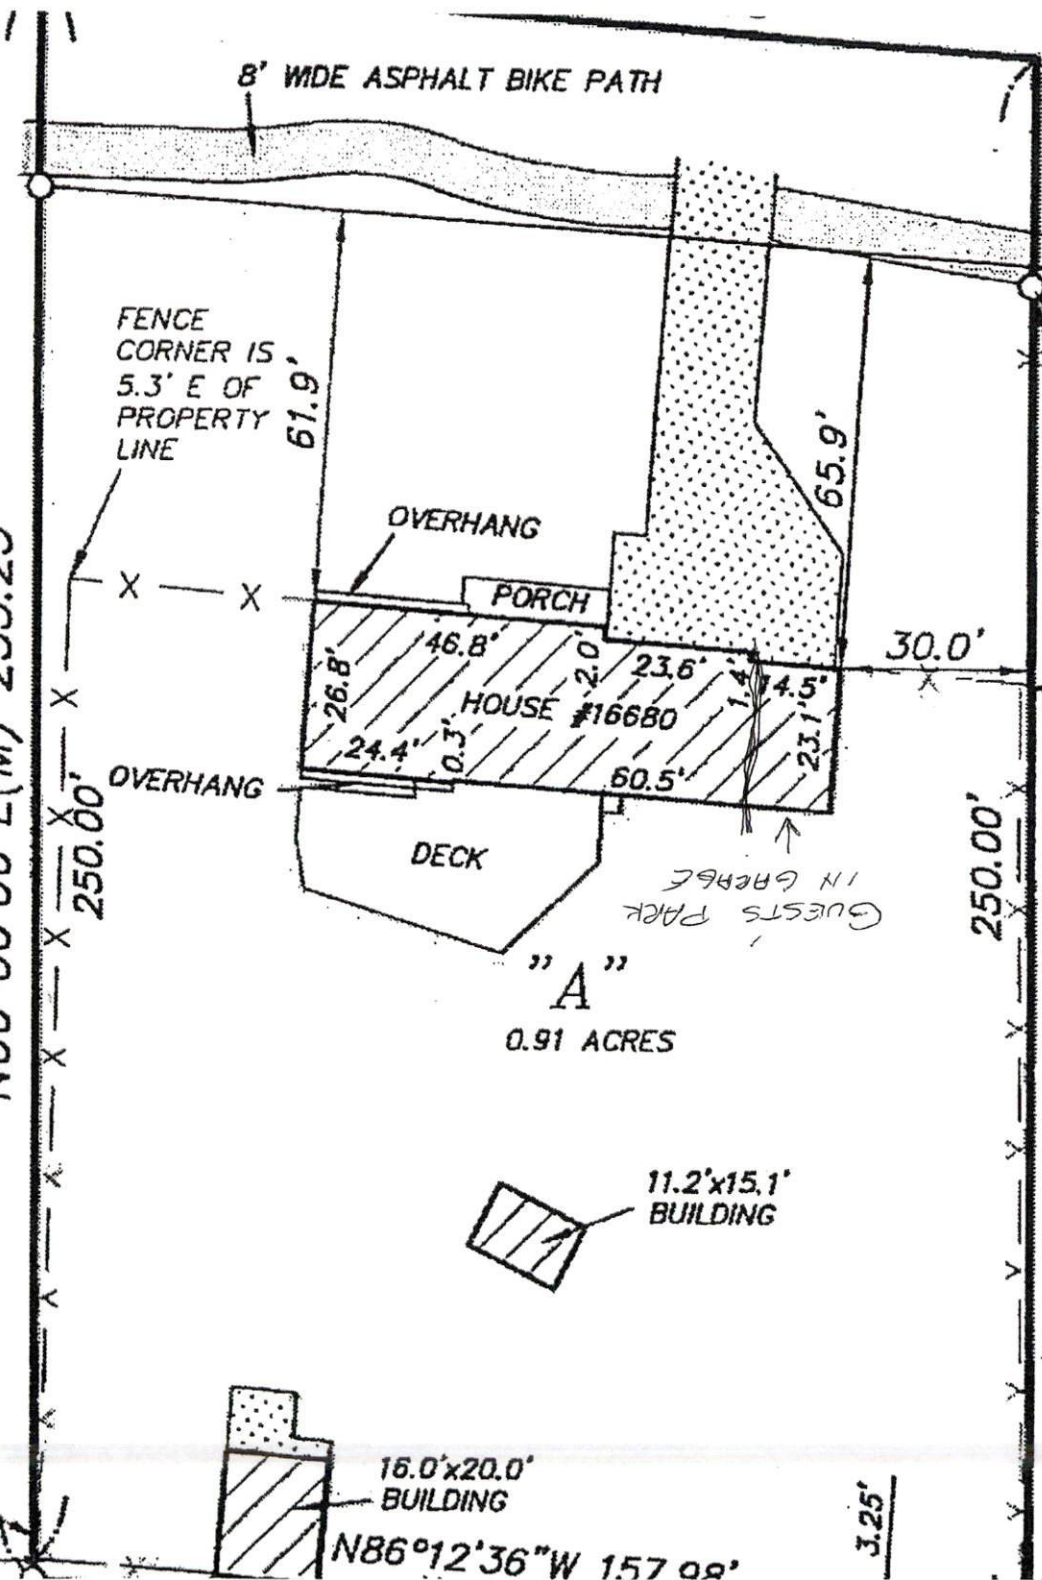 8' WIDE ASPHALT BIKE PATH
FENCE
CORNER IS
5.3' E OF
PROPERTY
LINE
61.9'
65.9'
OVERHANG
PORCH
30.0'
46.8'
2.0'
23.6'
1.4'
14.5'
26.8'
HOUSE #16680
23.1'
24.4'
0.3'
60.5'
OVERHANG
DECK
250.00'
250.00'
GUESTS PARK
IN GARAGE
"A"
0.91 ACRES
11.2'x15.1'
BUILDING
16.0'x20.0'
BUILDING
N86°12'36"W 157.98'
3.25'